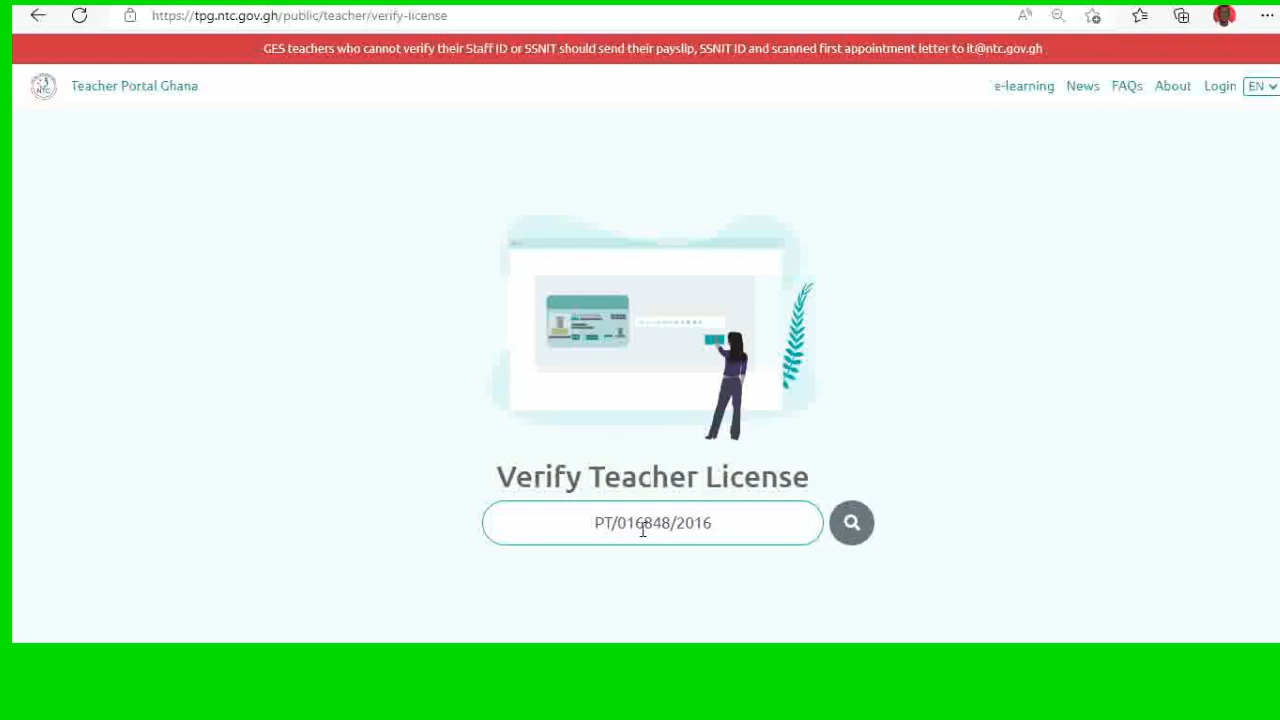 https://tpg.ntc.gov.gh/public/teacher/verify-license
GES teachers who cannot verify their Staff ID or SSNIT should send their payslip, SSNIT ID and scanned first appointment letter to it@ntc.gov.gh
NTC
Teacher Portal Ghana
e-learning News FAQs About Login EN
Verify Teacher License
PT/016848/2016